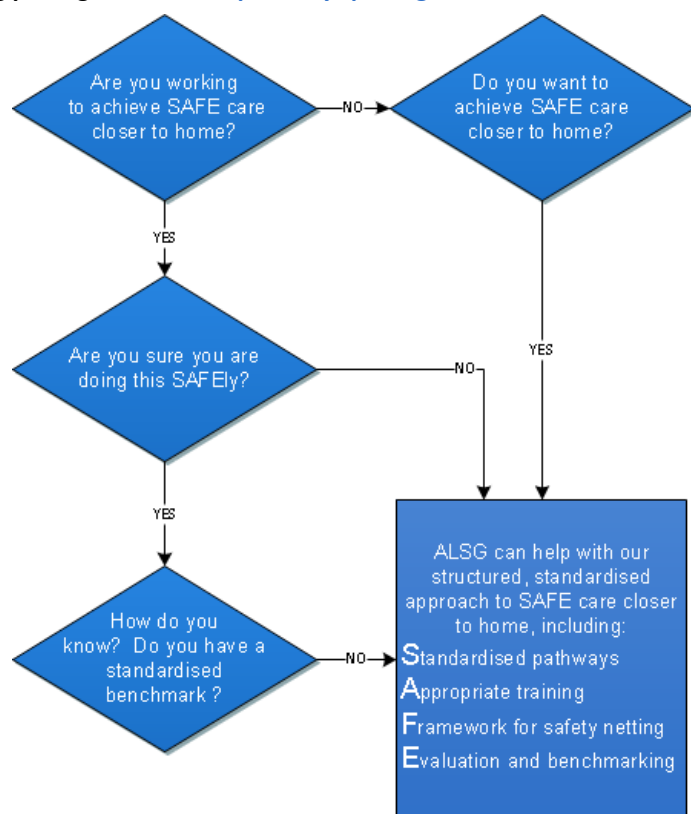 Are you working
to achieve SAFE care
closer to home?
NO
Do you want to
achieve SAFE care
closer to home?
YES
YES
Are you sure you are
doing this SAFEly?
NO
YES
How do you
know? Do you have a
standardised
benchmark ?
NO
ALSG can help with our
structured, standardised
approach to SAFE care closer
to home, including:
Standardised pathways
Appropriate training
Framework for safety netting
Evaluation and benchmarking